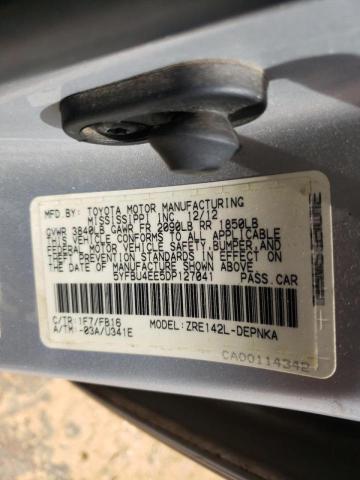 MFD. BY: TOYOTA MOTOR MANUFACTURING
MISSISSIPPI INC. 12/12
GVWR 3840LB GAWR FR 2090LB RR 1850LB
THIS VEHICLE CONFORMS TO ALL APPLICABLE
FEDERAL MOTOR VEHICLE SAFETY,BUMPER,AND
THEFT PREVENTION STANDARDS IN EFFECT ON
THE DATE OF MANUFACTURE SHOWN ABOVE.
5YFBU4EE5DP127041 PASS.CAR
C/TR:1F7/FB16 MODEL:ZRE142L-DEPNKA
A/TM:-03A/U341E
CA00114342